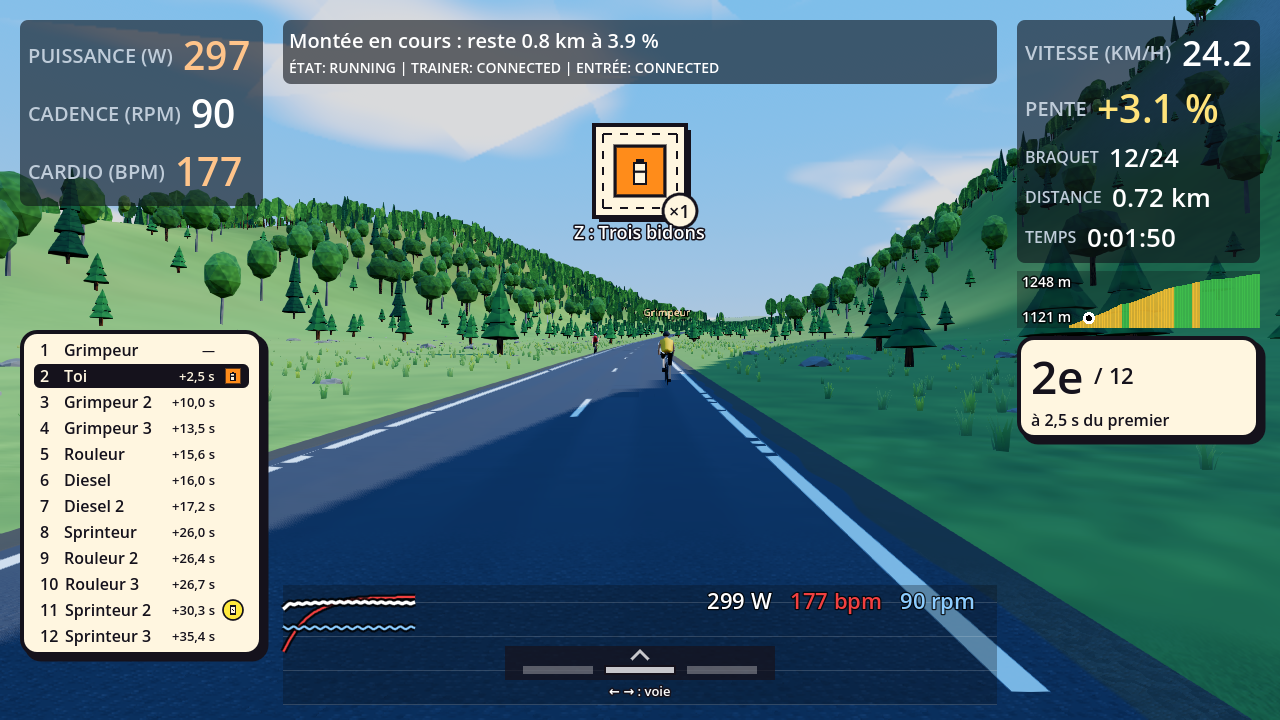 PUISSANCE (W) 297
CADENCE (RPM) 90
CARDIO (BPM) 177
Montée en cours : reste 0.8 km à 3.9 %
ÉTAT: RUNNING | TRAINER: CONNECTED | ENTRÉE: CONNECTED
VITESSE (KM/H) 24.2
PENTE +3.1 %
BRAQUET 12/24
DISTANCE 0.72 km
TEMPS 0:01:50
1248 m
1121 m
×1
Z : Trois bidons
Grimpeur
1 Grimpeur —
2 Toi +2,5 s
3 Grimpeur 2 +10,0 s
4 Grimpeur 3 +13,5 s
5 Rouleur +15,6 s
6 Diesel +16,0 s
7 Diesel 2 +17,2 s
8 Sprinteur +26,0 s
9 Rouleur 2 +26,4 s
10 Rouleur 3 +26,7 s
11 Sprinteur 2 +30,3 s
12 Sprinteur 3 +35,4 s
2e / 12
à 2,5 s du premier
299 W 177 bpm 90 rpm
← → : voie